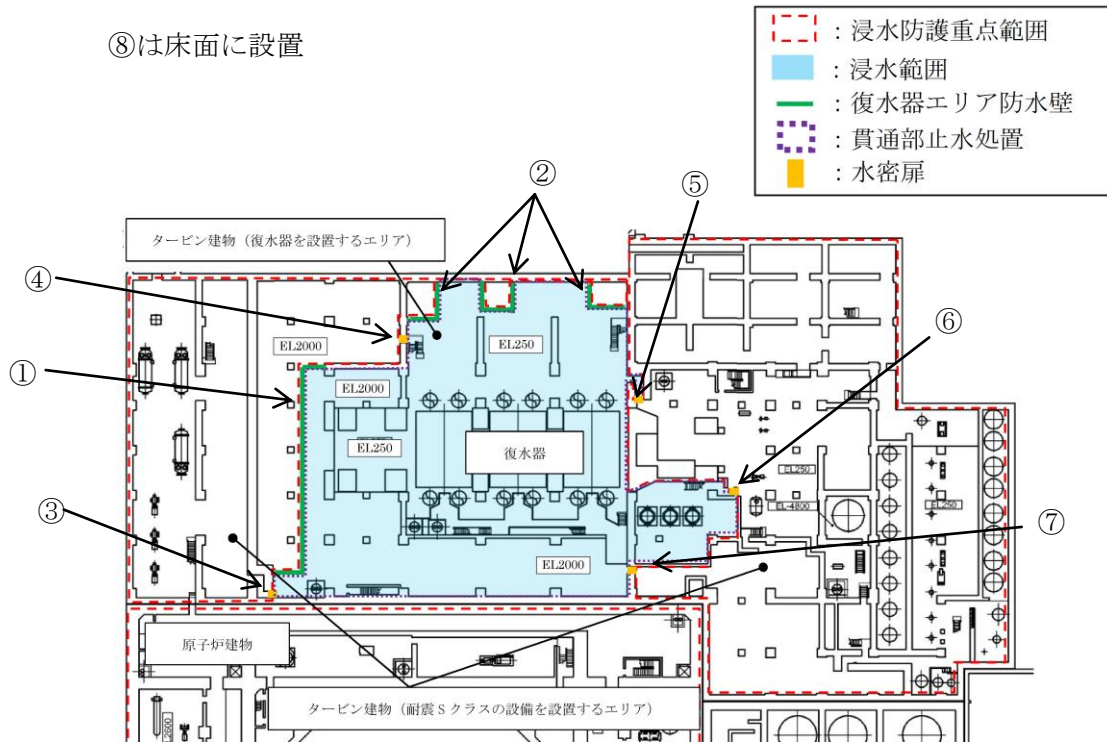 ⑧は床面に設置
：浸水防護重点範囲
：浸水範囲
：復水器エリア防水壁
：貫通部止水処置
：水密扉
②
⑤
タービン建物（復水器を設置するエリア）
④
⑥
EL2000
EL250
①
EL2000
EL250
復水器
EL250
EL-4800
EL250
③
⑦
EL2000
原子炉建物
タービン建物（耐震Ｓクラスの設備を設置するエリア）